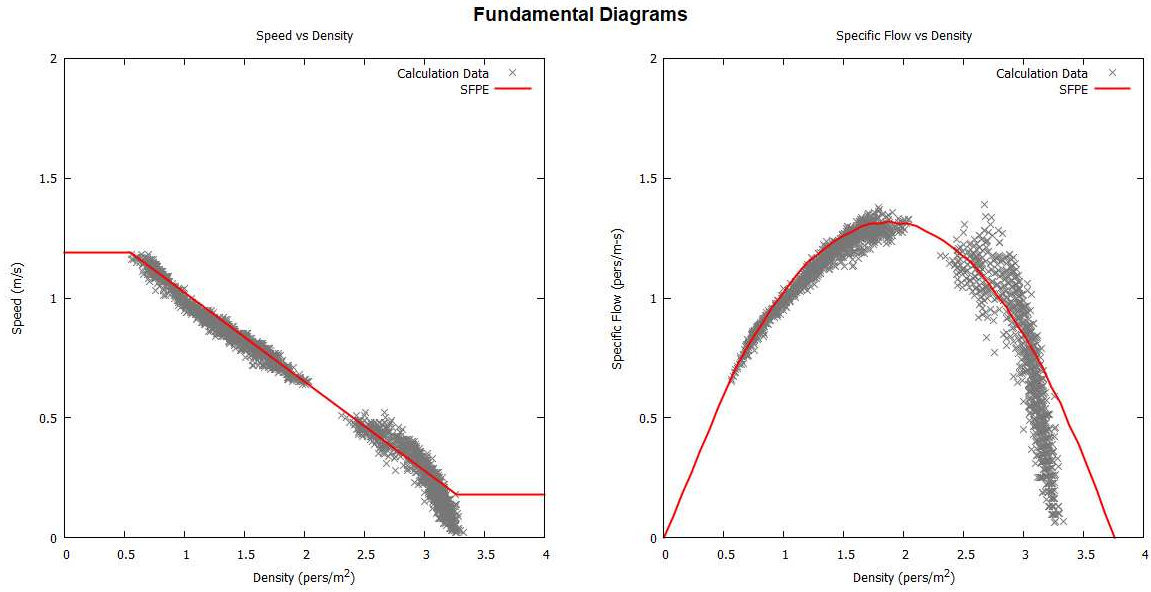 Fundamental Diagrams
Speed vs Density
2
1.5
1
0.5
0
0 0.5 1 1.5 2 2.5 3 3.5 4
Speed (m/s)
Density (pers/m²)
Calculation Data
SFPE
Specific Flow vs Density
2
1.5
1
0.5
0
0 0.5 1 1.5 2 2.5 3 3.5 4
Specific Flow (pers/m-s)
Density (pers/m²)
Calculation Data
SFPE